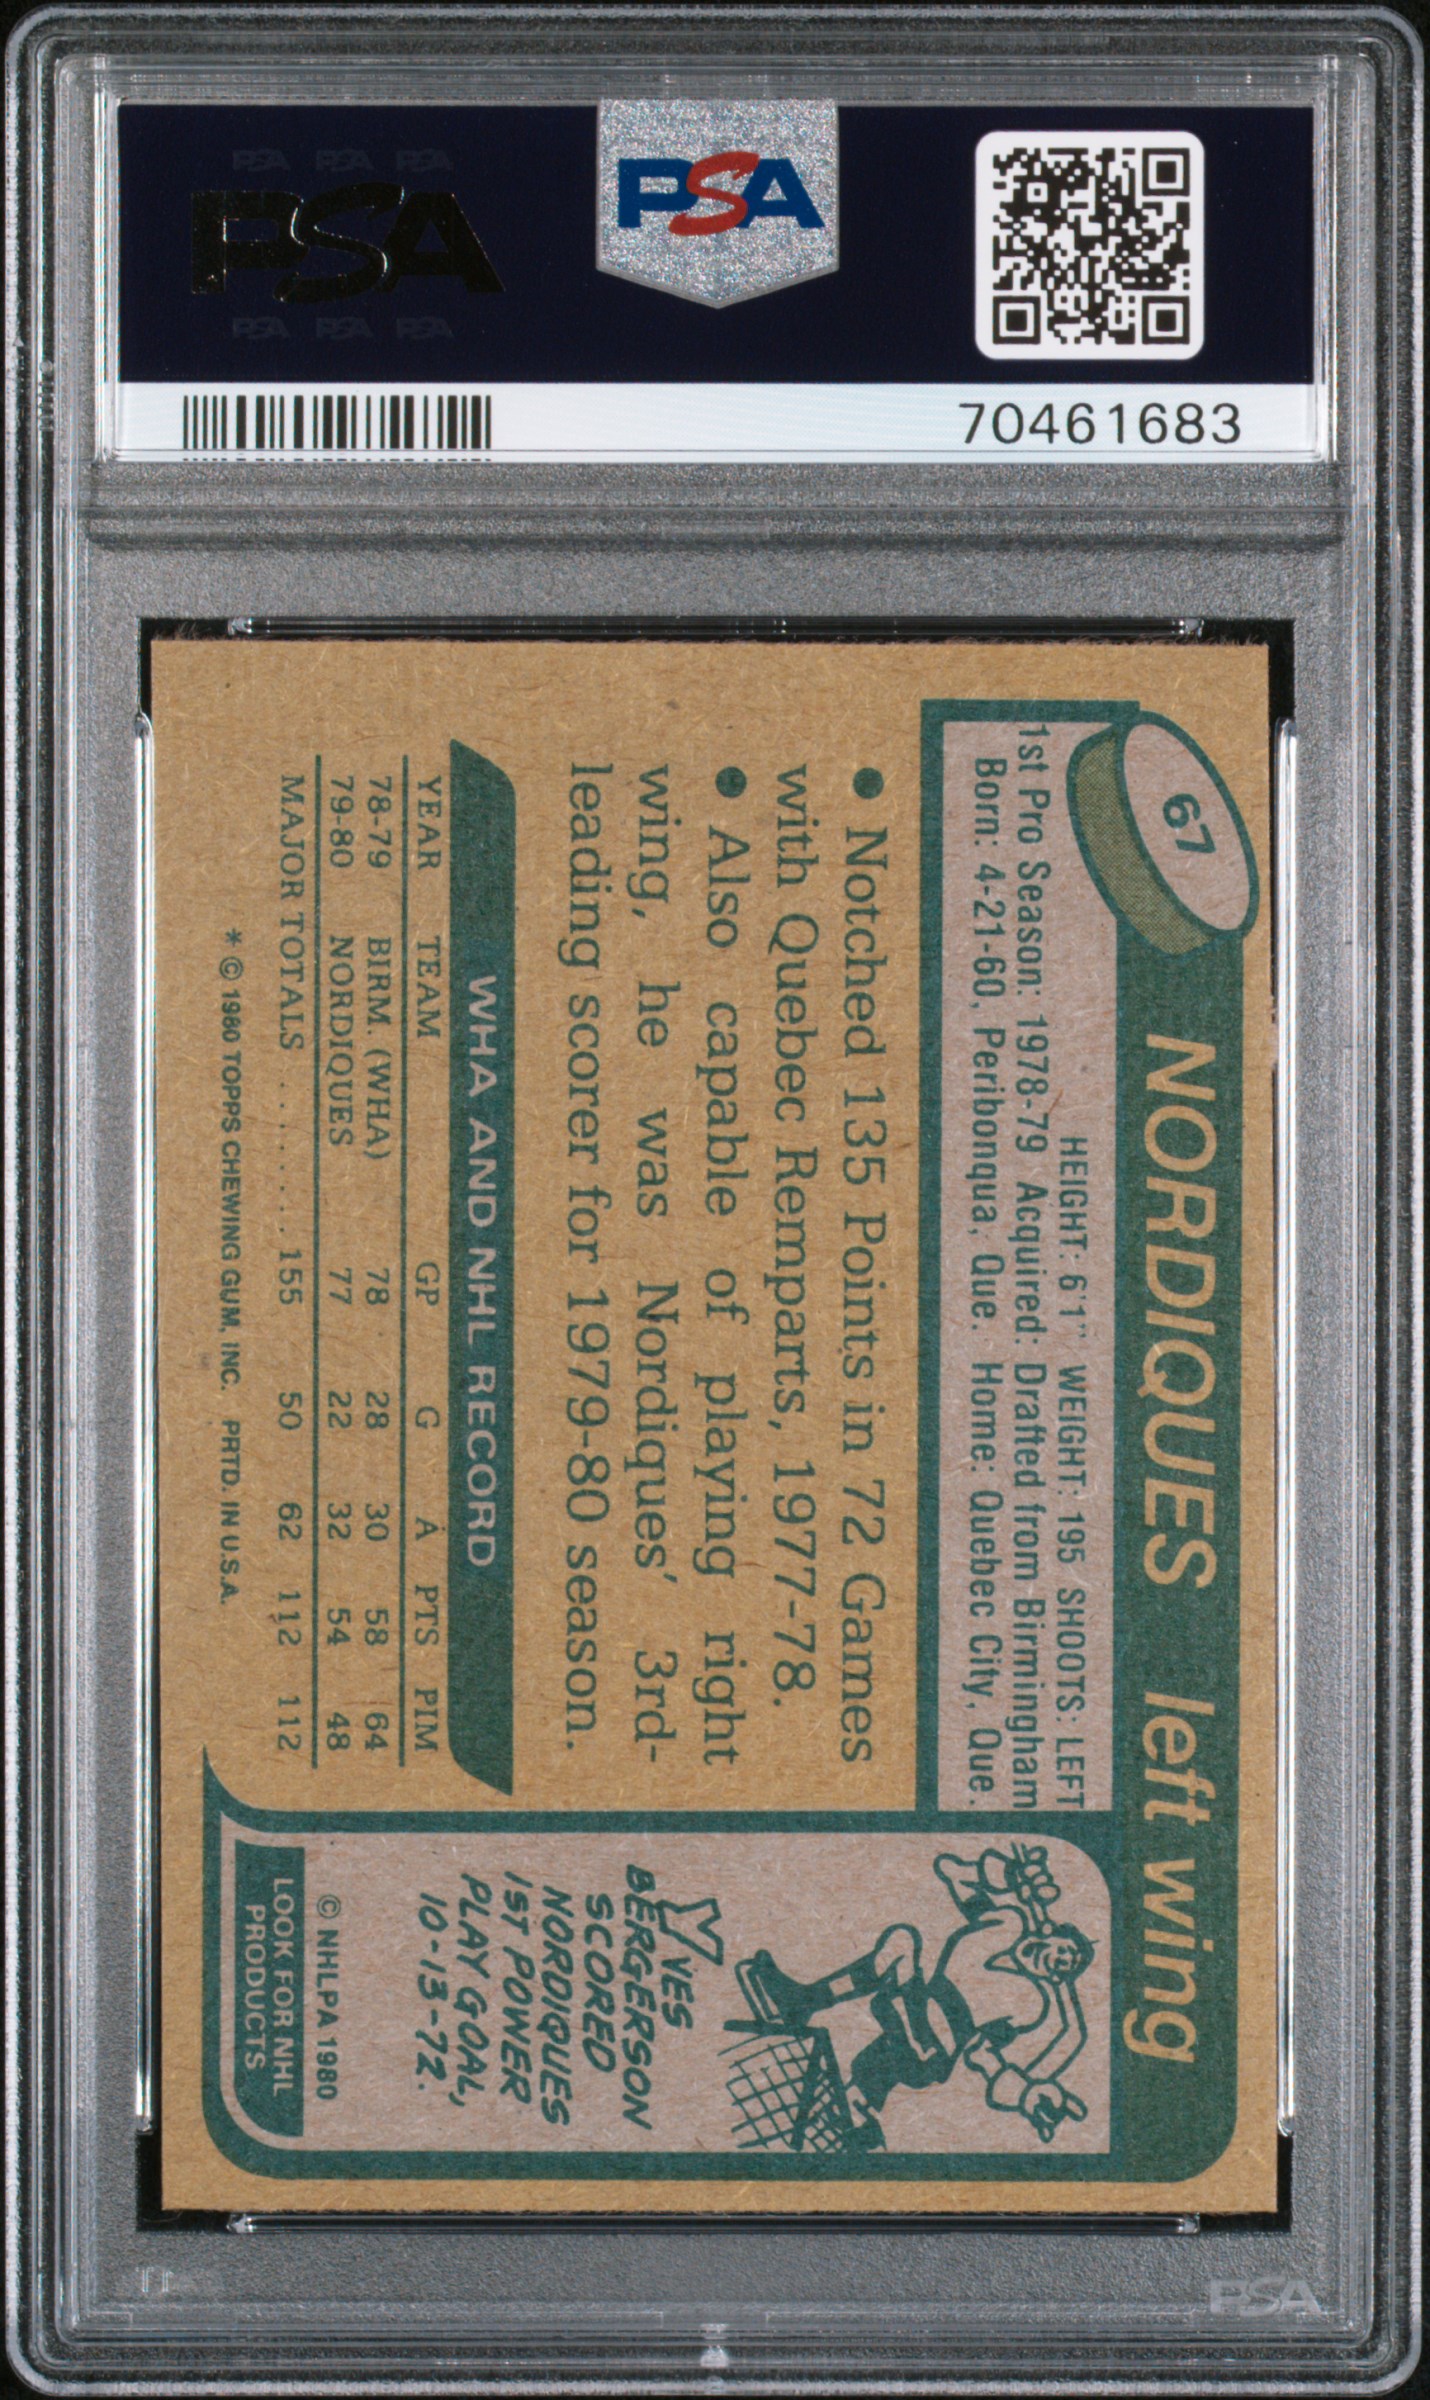 PSA PSA PSA
PSA
PSA PSA PSA
PSA
70461683
67
NORDIQUES left wing
HEIGHT: 6'1" WEIGHT: 195 SHOOTS: LEFT
1st Pro Season: 1978-79 Acquired: Drafted from Birmingham
Born: 4-21-60, Peribonqua, Que. Home: Quebec City, Que.
● Notched 135 Points in 72 Games
with Quebec Remparts, 1977-78.
● Also capable of playing right
wing, he was Nordiques' 3rd-
leading scorer for 1979-80 season.
WHA AND NHL RECORD
YEAR TEAM GP G A PTS PIM
78-79 BIRM. (WHA) 78 28 30 58 64
79-80 NORDIQUES 77 22 32 54 48
MAJOR TOTALS . . . . . . . . 155 50 62 112 112
* © 1980 TOPPS CHEWING GUM, INC. PRTD. IN U.S.A.
YVES
BERGERSON
SCORED
NORDIQUES
1ST POWER
PLAY GOAL,
10-13-72.
© NHLPA 1980
LOOK FOR NHL
PRODUCTS
PSA